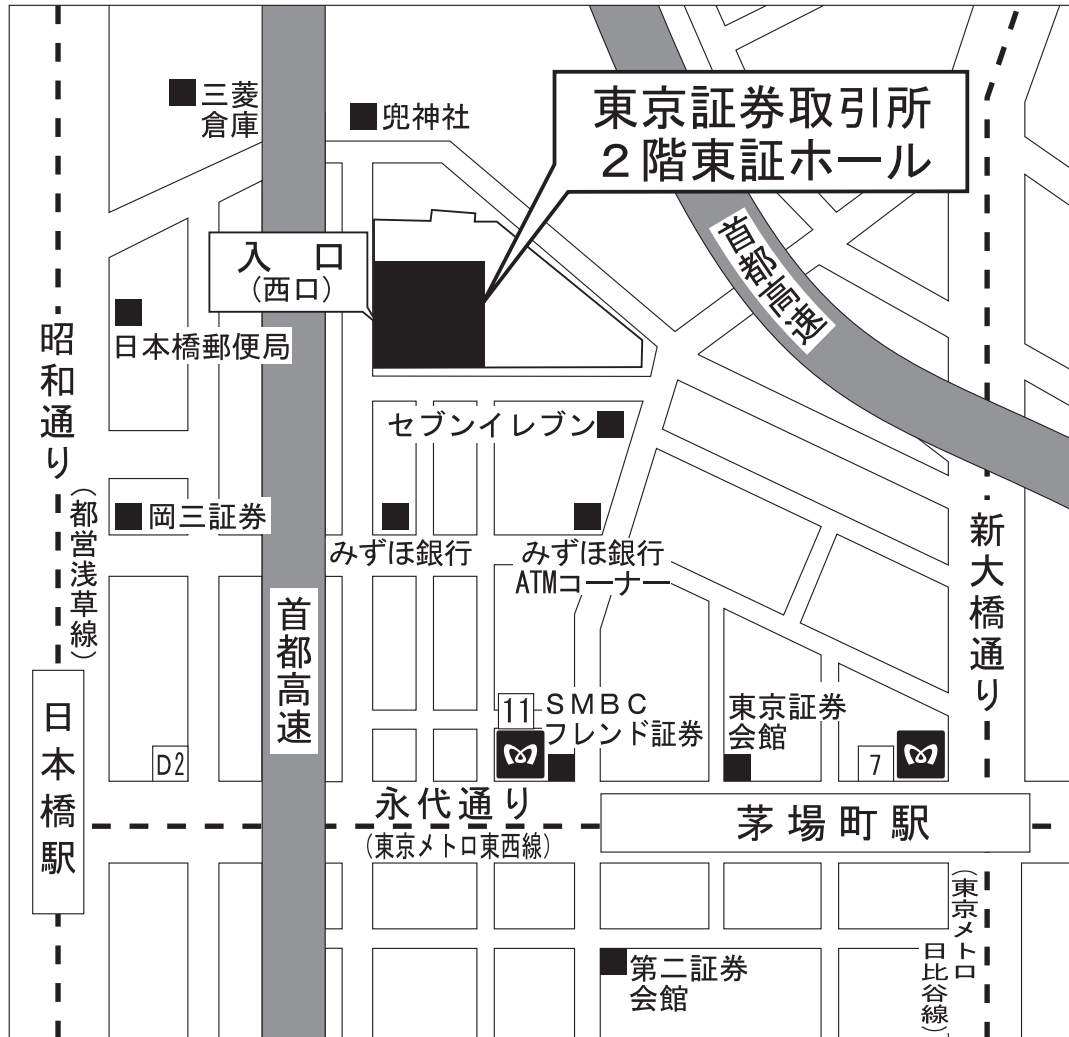 三菱
倉庫
兜神社
東京証券取引所
２階東証ホール
入　口
（西口）
首都高速
日本橋郵便局
昭和通り
（都営浅草線）
セブンイレブン
岡三証券
みずほ銀行
みずほ銀行
ATMコーナー
新大橋通り
首都高速
日本橋駅
D2
11
ＳＭＢＣ
フレンド証券
東京証券
会館
7
永代通り
（東京メトロ東西線）
茅場町駅
（東京メトロ
日比谷線）
第二証券
会館